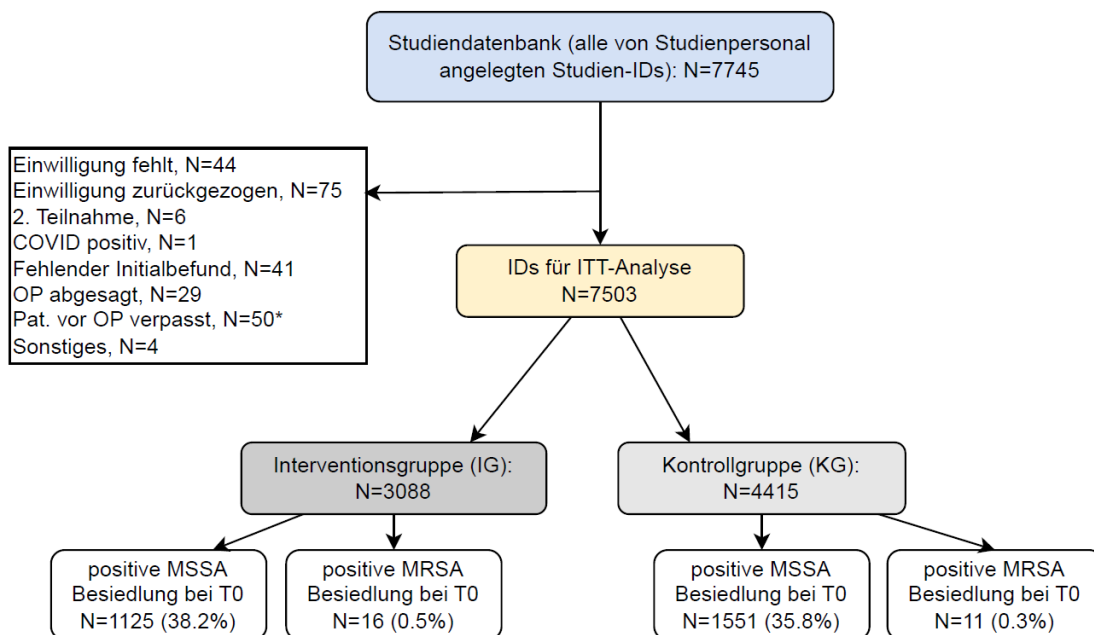 Studiendatenbank (alle von Studienpersonal
angelegten Studien-IDs): N=7745
Einwilligung fehlt, N=44
Einwilligung zurückgezogen, N=75
2. Teilnahme, N=6
COVID positiv, N=1
Fehlender Initialbefund, N=41
OP abgesagt, N=29
Pat. vor OP verpasst, N=50*
Sonstiges, N=4
IDs für ITT-Analyse
N=7503
Interventionsgruppe (IG):
N=3088
Kontrollgruppe (KG):
N=4415
positive MSSA
Besiedlung bei T0
N=1125 (38.2%)
positive MRSA
Besiedlung bei T0
N=16 (0.5%)
positive MSSA
Besiedlung bei T0
N=1551 (35.8%)
positive MRSA
Besiedlung bei T0
N=11 (0.3%)